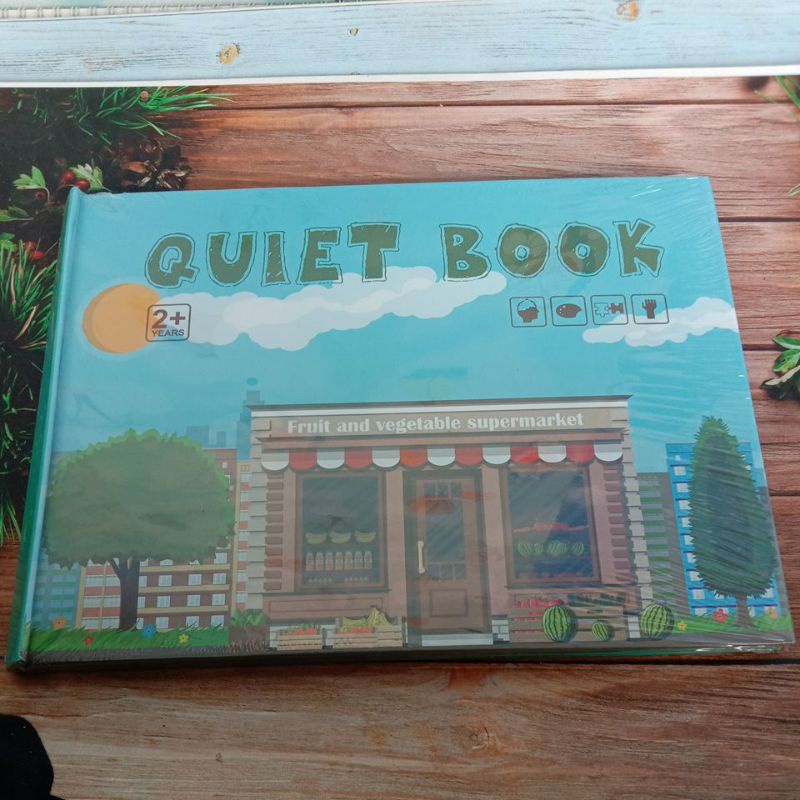 QUIET BOOK
2+
YEARS
Fruit and vegetable supermarket